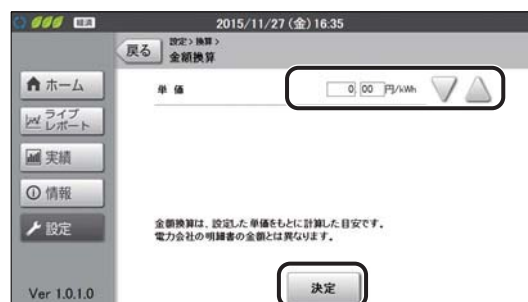 経済
2015/11/27 (金) 16:35
戻る
設定 > 換算 >
金額換算
ホーム
ライブ
レポート
実績
情報
設定
単価
0. 00 円/kWh
金額換算は、設定した単価をもとに計算した目安です。
電力会社の明細書の金額とは異なります。
決定
Ver 1.0.1.0